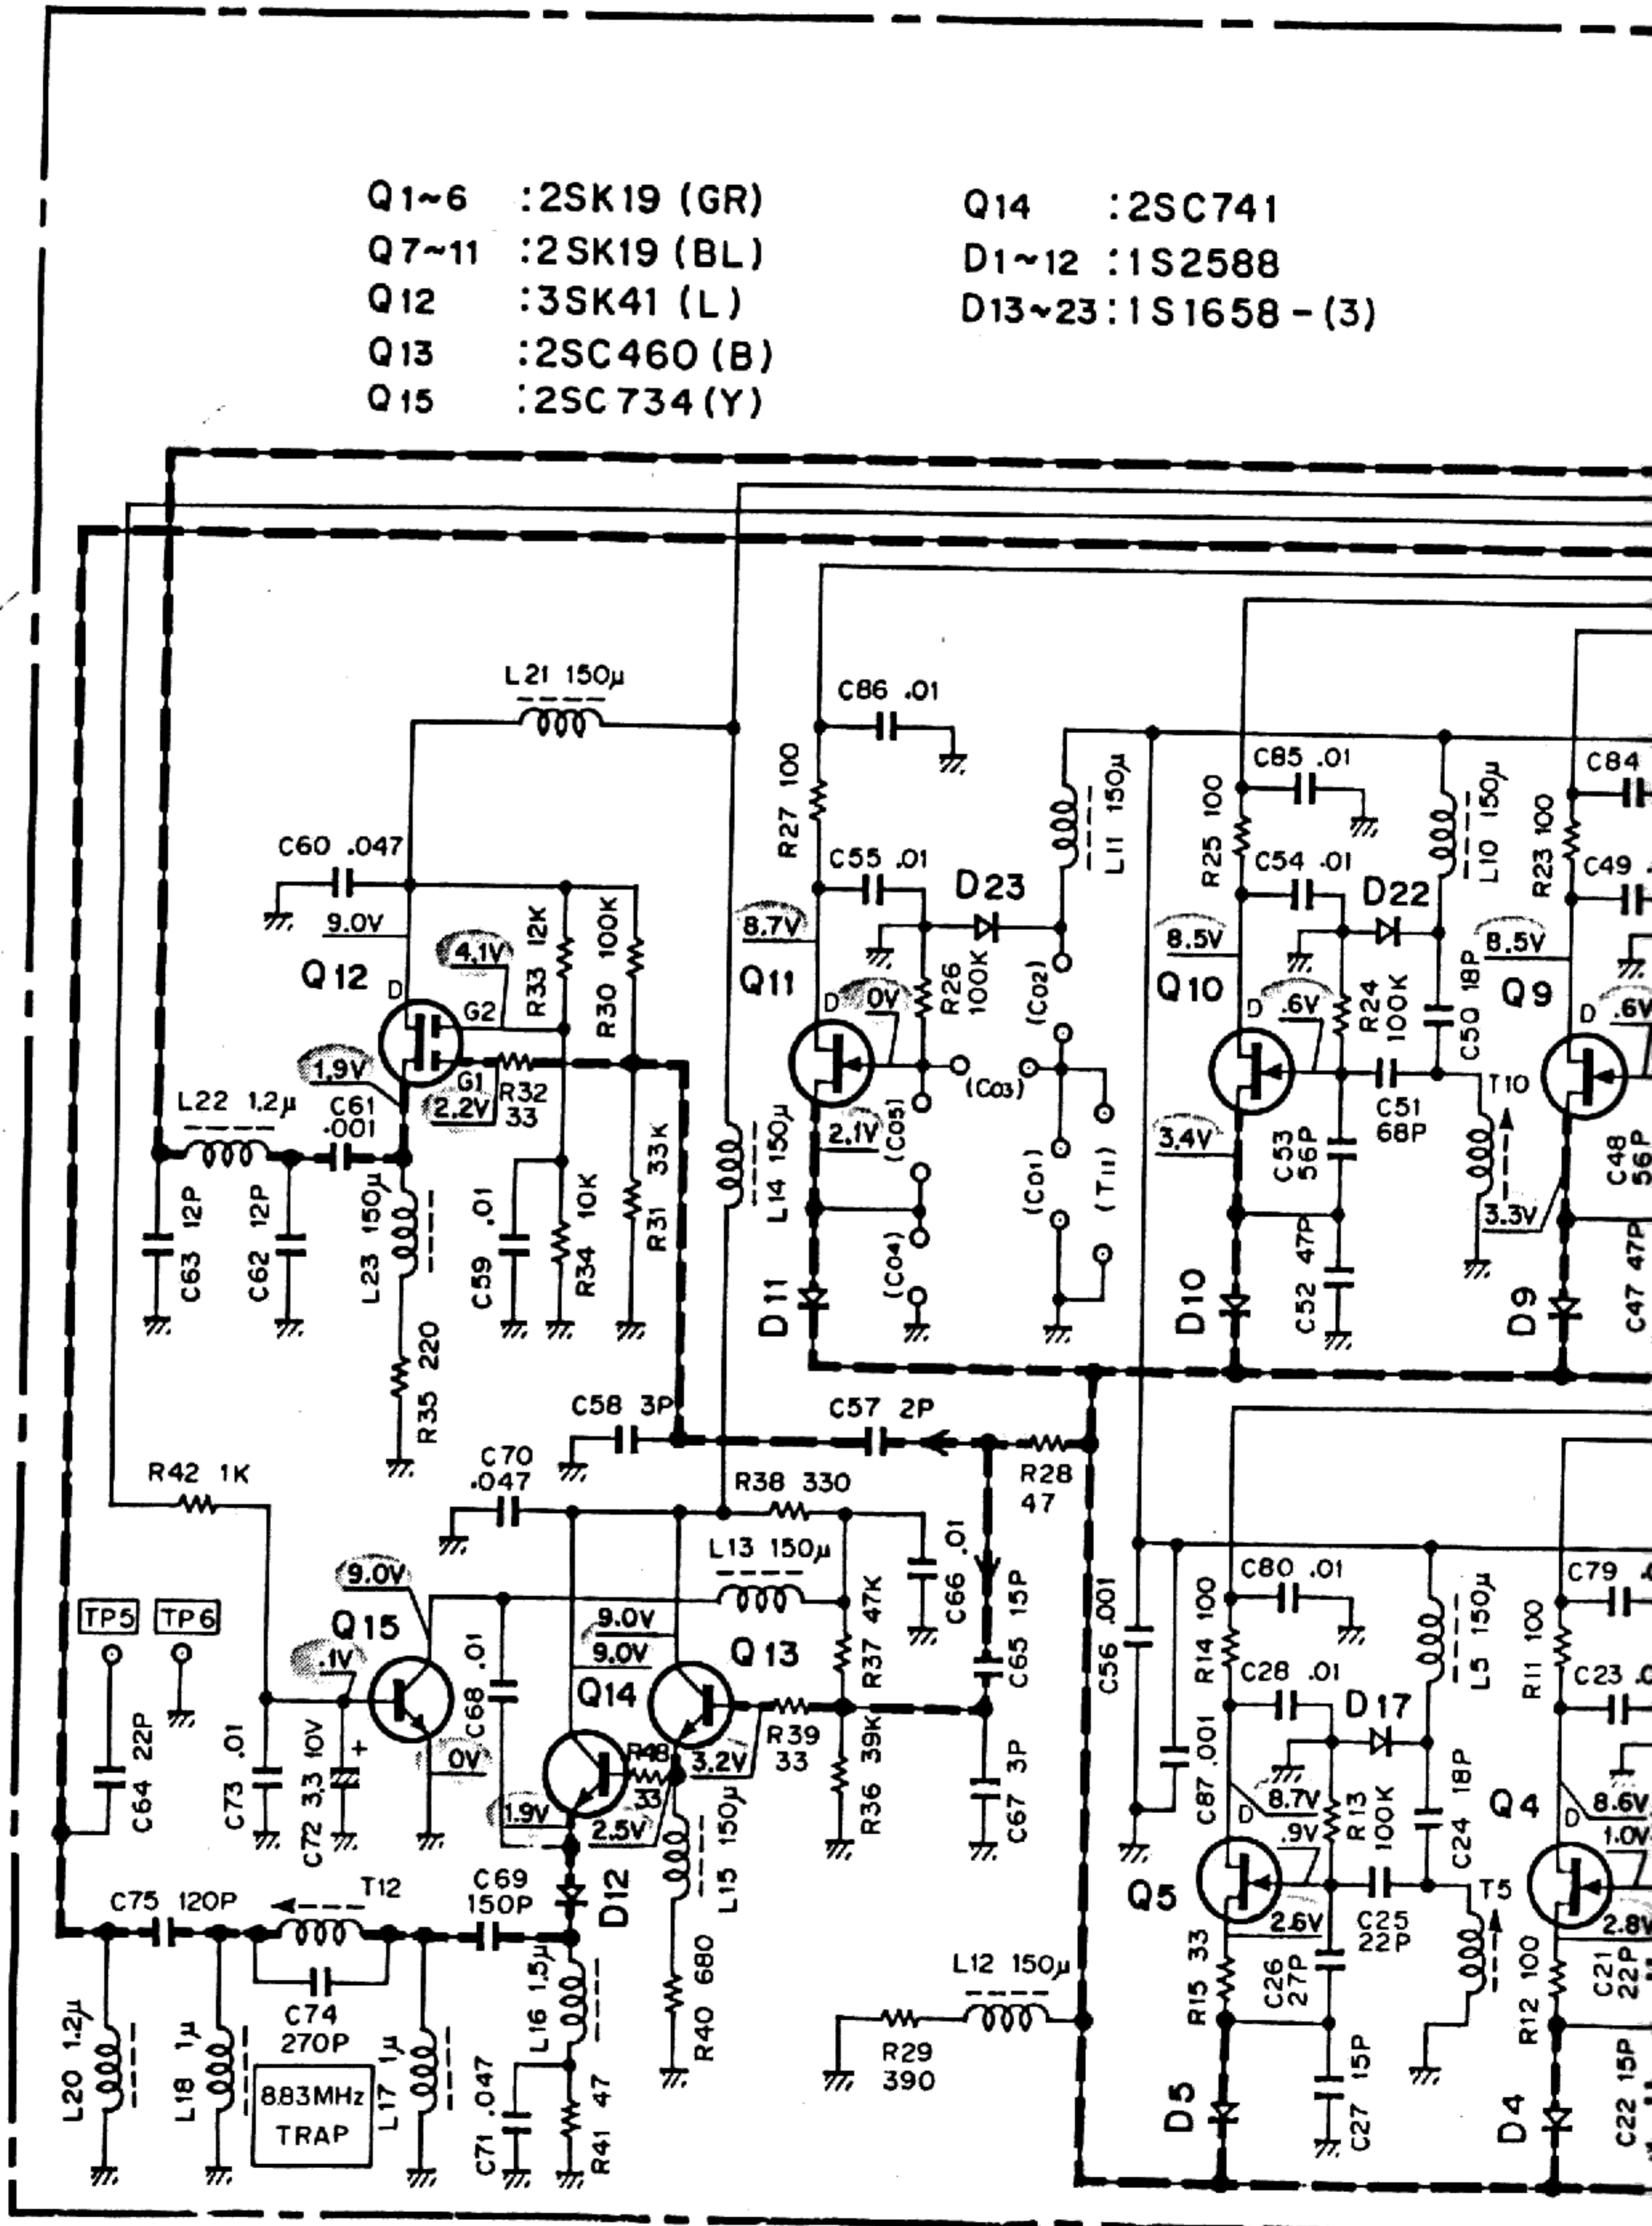 Q1~6 :2SK19 (GR)
Q7~11 :2SK19 (BL)
Q12 :3SK41 (L)
Q13 :2SC460 (B)
Q15 :2SC734 (Y)
Q14 :2SC741
D1~12 :1S2588
D13~23:1S1658-(3)
L21 150μ
C86 .01
R27 100
L11 150μ
C85 .01
R25 100
L10 150μ
C84
R23 100
C60 .047
9.0V
4.1V
Q12
D
G2
R33 12K
R30 100K
8.7V
C55 .01
D23
Q11
D
0V
R26
100K
(C02)
C54 .01
D22
8.5V
Q10
D
.6V
R24
100K
C50 18P
C49
8.5V
Q9
D
.6V
1.9V
G1
2.2V
R32
33
L22 1.2μ
C61
.001
L14 150μ
2.1V
(C05)
(C03)
(C01)
(T11)
(C04)
3.4V
C53
56P
C51
68P
T10
3.3V
C48
56P
C63 12P
C62 12P
L23 150μ
C59 .01
R34 10K
R31 33K
D11
D10
C52 47P
D9
C47 47P
R35 220
C58 3P
C57 2P
R28
47
R42 1K
C70
.047
R38 330
L13 150μ
C66 .01
C65 15P
C56 .001
TP5
TP6
9.0V
Q15
.1V
9.0V
9.0V
Q13
R37 47K
C80 .01
R14 100
L5 150μ
C79
R11 100
C68 .01
Q14
R39
33
C28 .01
D17
C23
C64 22P
C73 .01
C72 3.3 10V
+
0V
R48
33
3.2V
R36 39K
C67 3P
C87 .001
8.7V
D
.9V
R13
100K
C24 18P
Q4
D
8.6V
1.0V
1.9V
2.5V
L15 150μ
Q5
2.6V
C25
22P
T5
2.8V
C75 120P
T12
C69
150P
D12
L16 1.5μ
R40 680
L12 150μ
R15 33
C26
27P
R12 100
C21
22P
C74
270P
L20 1.2μ
L18 1μ
8.83MHz
TRAP
L17 1μ
C71 .047
R41 47
R29
390
D5
C27 15P
D4
C22 15P